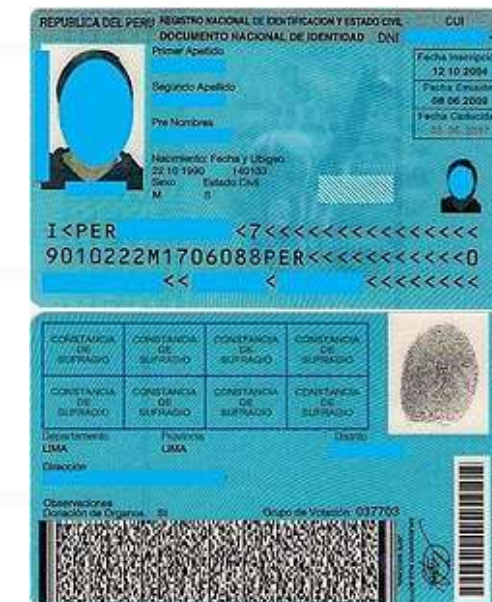 REPUBLICA DEL PERU REGISTRO NACIONAL DE IDENTIFICACION Y ESTADO CIVIL CUI
DOCUMENTO NACIONAL DE IDENTIDAD DNI
Primer Apellido
Fecha Inscripción
12 10 2004
Segundo Apellido
Fecha Emisión
08 06 2009
Pre Nombres
Fecha Caducidad
Nacimiento: Fecha y Ubigeo
22 10 1990 140133
Sexo Estado Civil
M S
I<PER <7<<<<<<<<<<<<<<<
9010222M1706088PER<<<<<<<<<<<0
<< < <<<<<<<
CONSTANCIA DE SUFRAGIO CONSTANCIA DE SUFRAGIO CONSTANCIA DE SUFRAGIO CONSTANCIA DE SUFRAGIO
CONSTANCIA DE SUFRAGIO CONSTANCIA DE SUFRAGIO CONSTANCIA DE SUFRAGIO CONSTANCIA DE SUFRAGIO
Departamento Provincia Distrito
LIMA LIMA
Dirección
Observaciones
Donación de Organos: SI Grupo de Votación: 037703